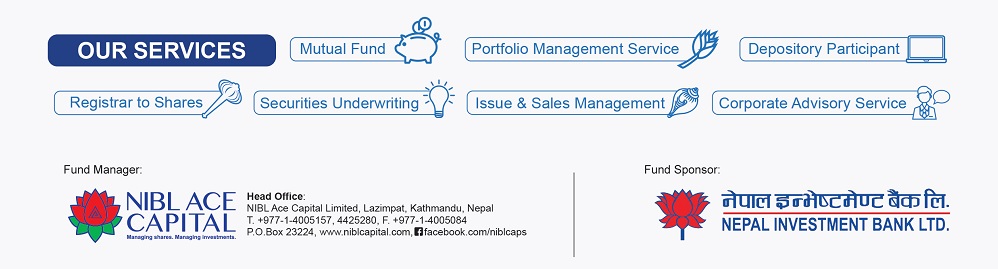 OUR SERVICES
Mutual Fund
Portfolio Management Service
Depository Participant
Registrar to Shares
Securities Underwriting
Issue & Sales Management
Corporate Advisory Service
Fund Manager:
NIBL ACE
CAPITAL
Managing shares. Managing investments.
Head Office:
NIBL Ace Capital Limited, Lazimpat, Kathmandu, Nepal
T. +977-1-4005157, 4425280, F. +977-1-4005084
P.O.Box 23224, www.niblcapital.com, facebook.com/niblcaps
Fund Sponsor:
नेपाल इन्भेष्टमेण्ट बैंक लि.
NEPAL INVESTMENT BANK LTD.